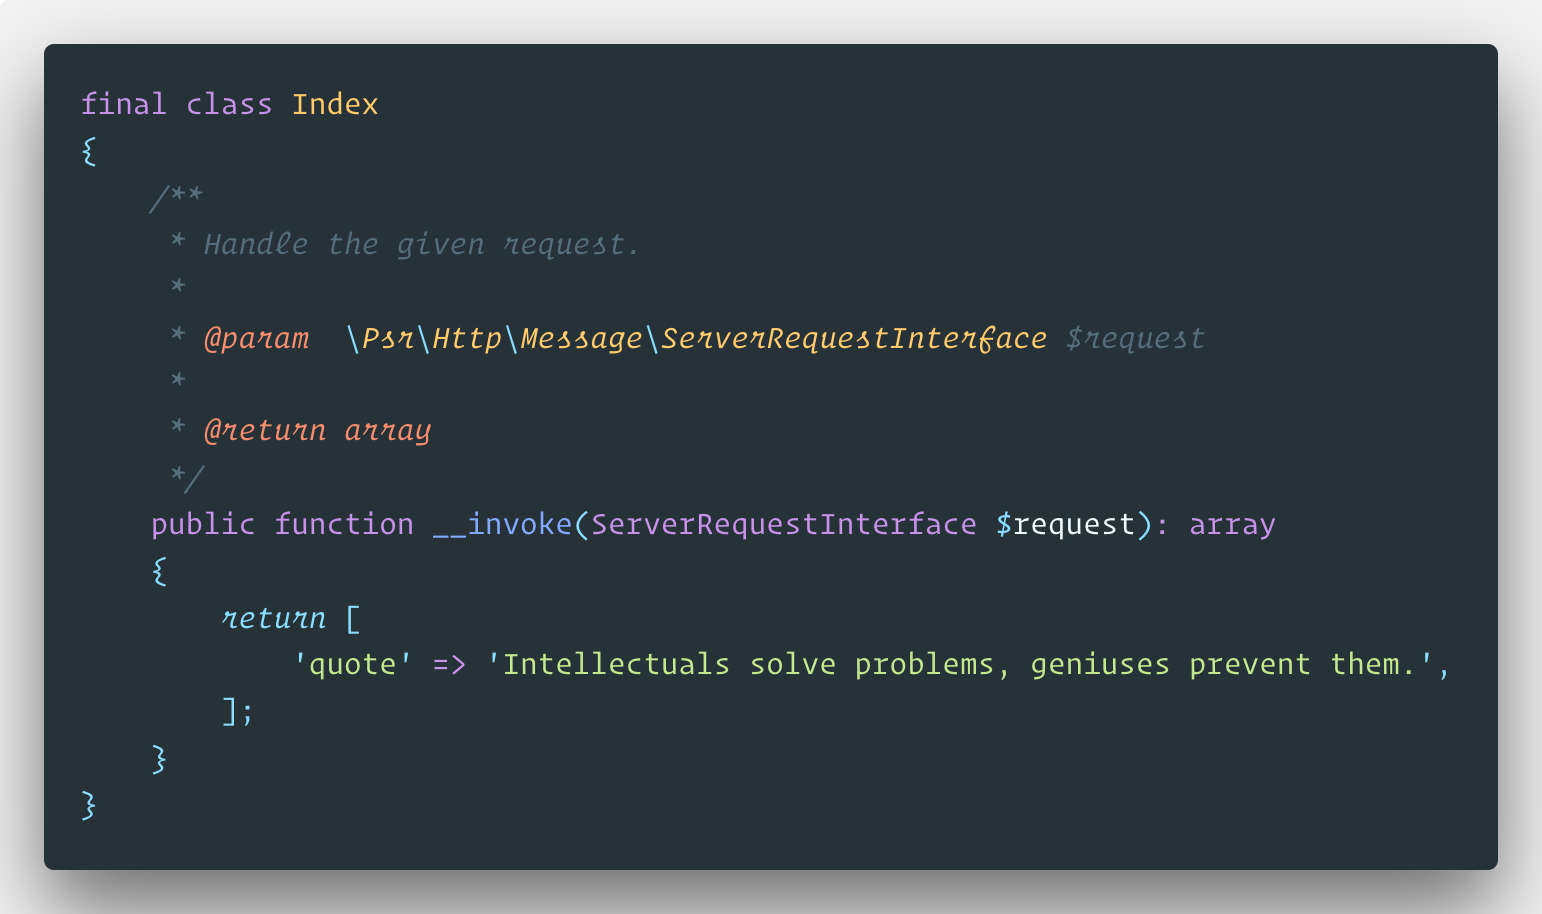 final class Index
{
    /**
     * Handle the given request.
     *
     * @param  \Psr\Http\Message\ServerRequestInterface $request
     *
     * @return array
     */
    public function __invoke(ServerRequestInterface $request): array
    {
        return [
            'quote' => 'Intellectuals solve problems, geniuses prevent them.',
        ];
    }
}